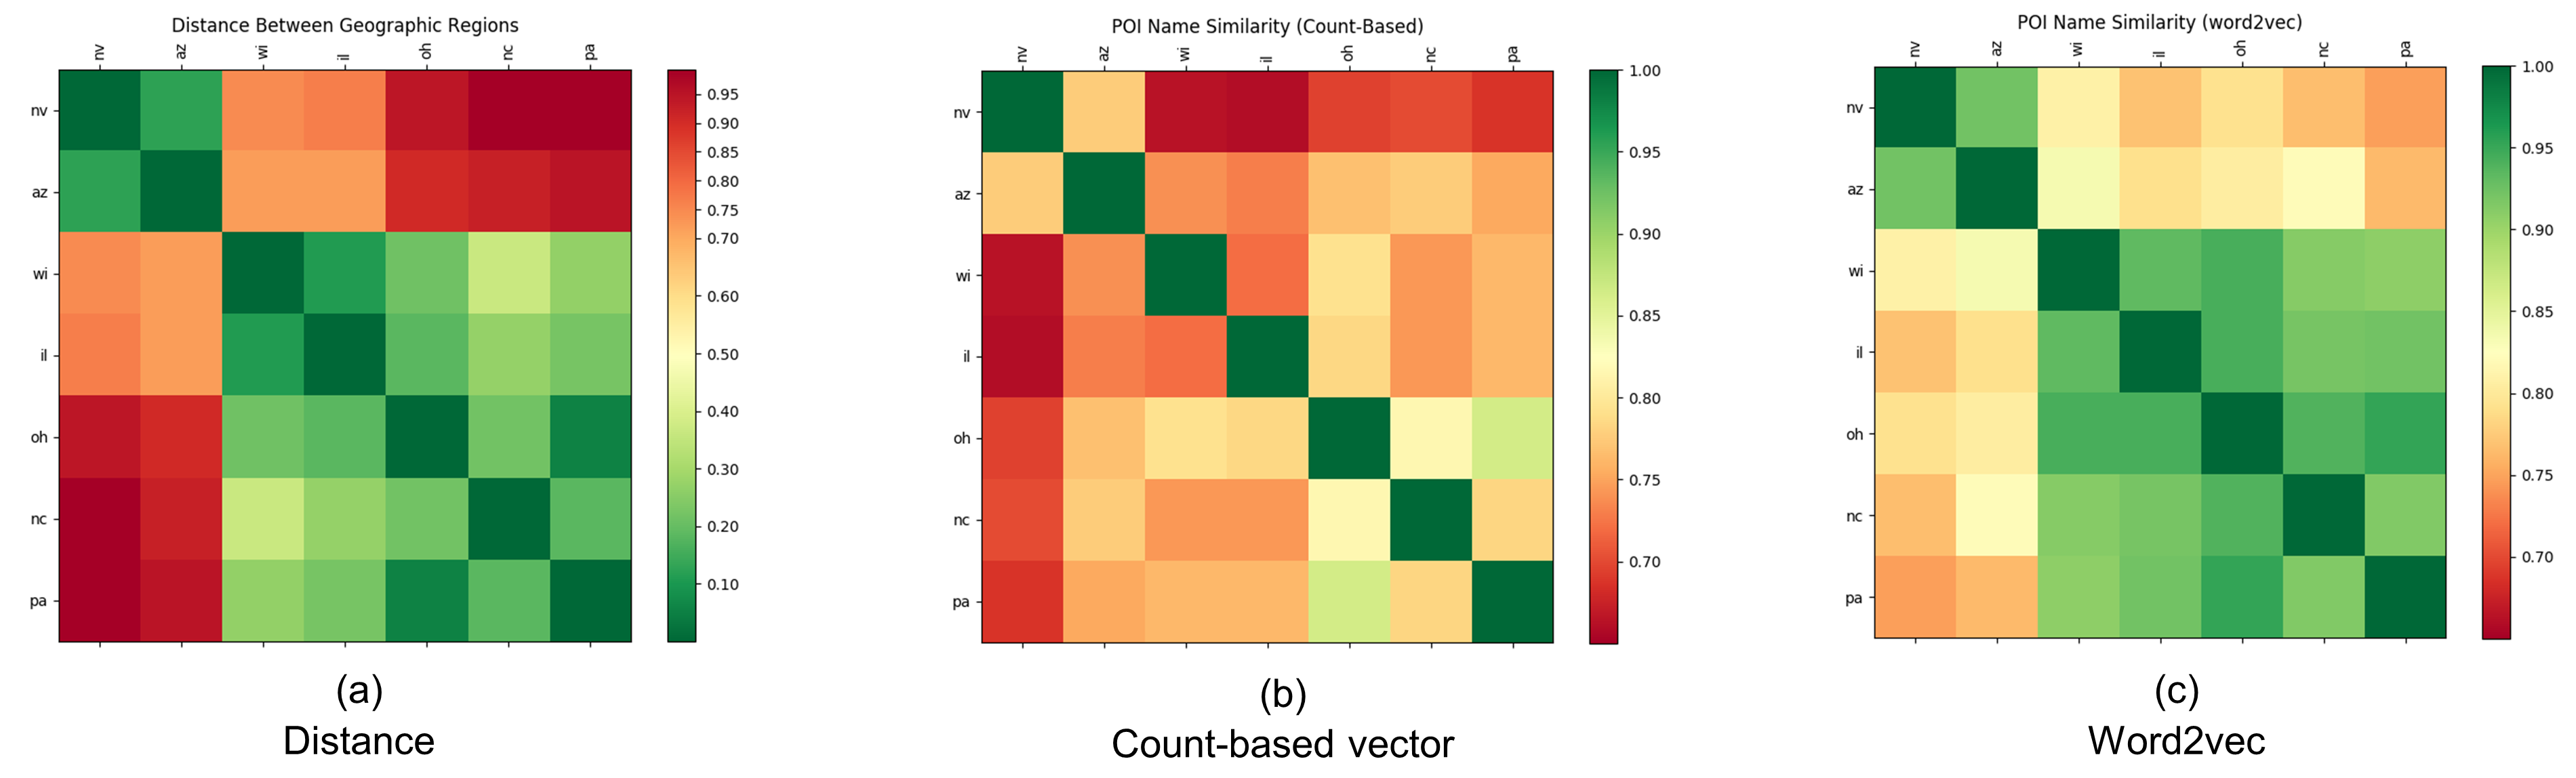 Distance Between Geographic Regions
nv az wi il oh nc pa
nv
az
wi
il
oh
nc
pa
0.95
0.90
0.85
0.80
0.75
0.70
0.60
0.50
0.40
0.30
0.20
0.10
(a)
Distance
POI Name Similarity (Count-Based)
nv az wi il oh nc pa
nv
az
wi
il
oh
nc
pa
1.00
0.95
0.90
0.85
0.80
0.75
0.70
(b)
Count-based vector
POI Name Similarity (word2vec)
nv az wi il oh nc pa
nv
az
wi
il
oh
nc
pa
1.00
0.95
0.90
0.85
0.80
0.75
0.70
(c)
Word2vec